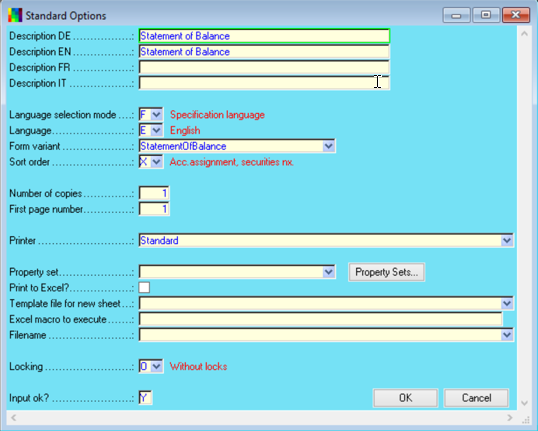 Standard Options
Description DE ...............: Statement of Balance
Description EN ...............: Statement of Balance
Description FR ...............:
Description IT ................:
Language selection mode ....: F Specification language
Language.....................: E English
Form variant .................: StatementOfBalance
Sort order....................: X Acc.assignment, securities nx.
Number of copies.............: 1
First page number............: 1
Printer ........................: Standard
Property set..................: Property Sets...
Print to Excel?................:
Template file for new sheet...:
Excel macro to execute ......:
Filename.....................:
Locking ......................: 0 Without locks
Input ok? ....................: Y OK Cancel